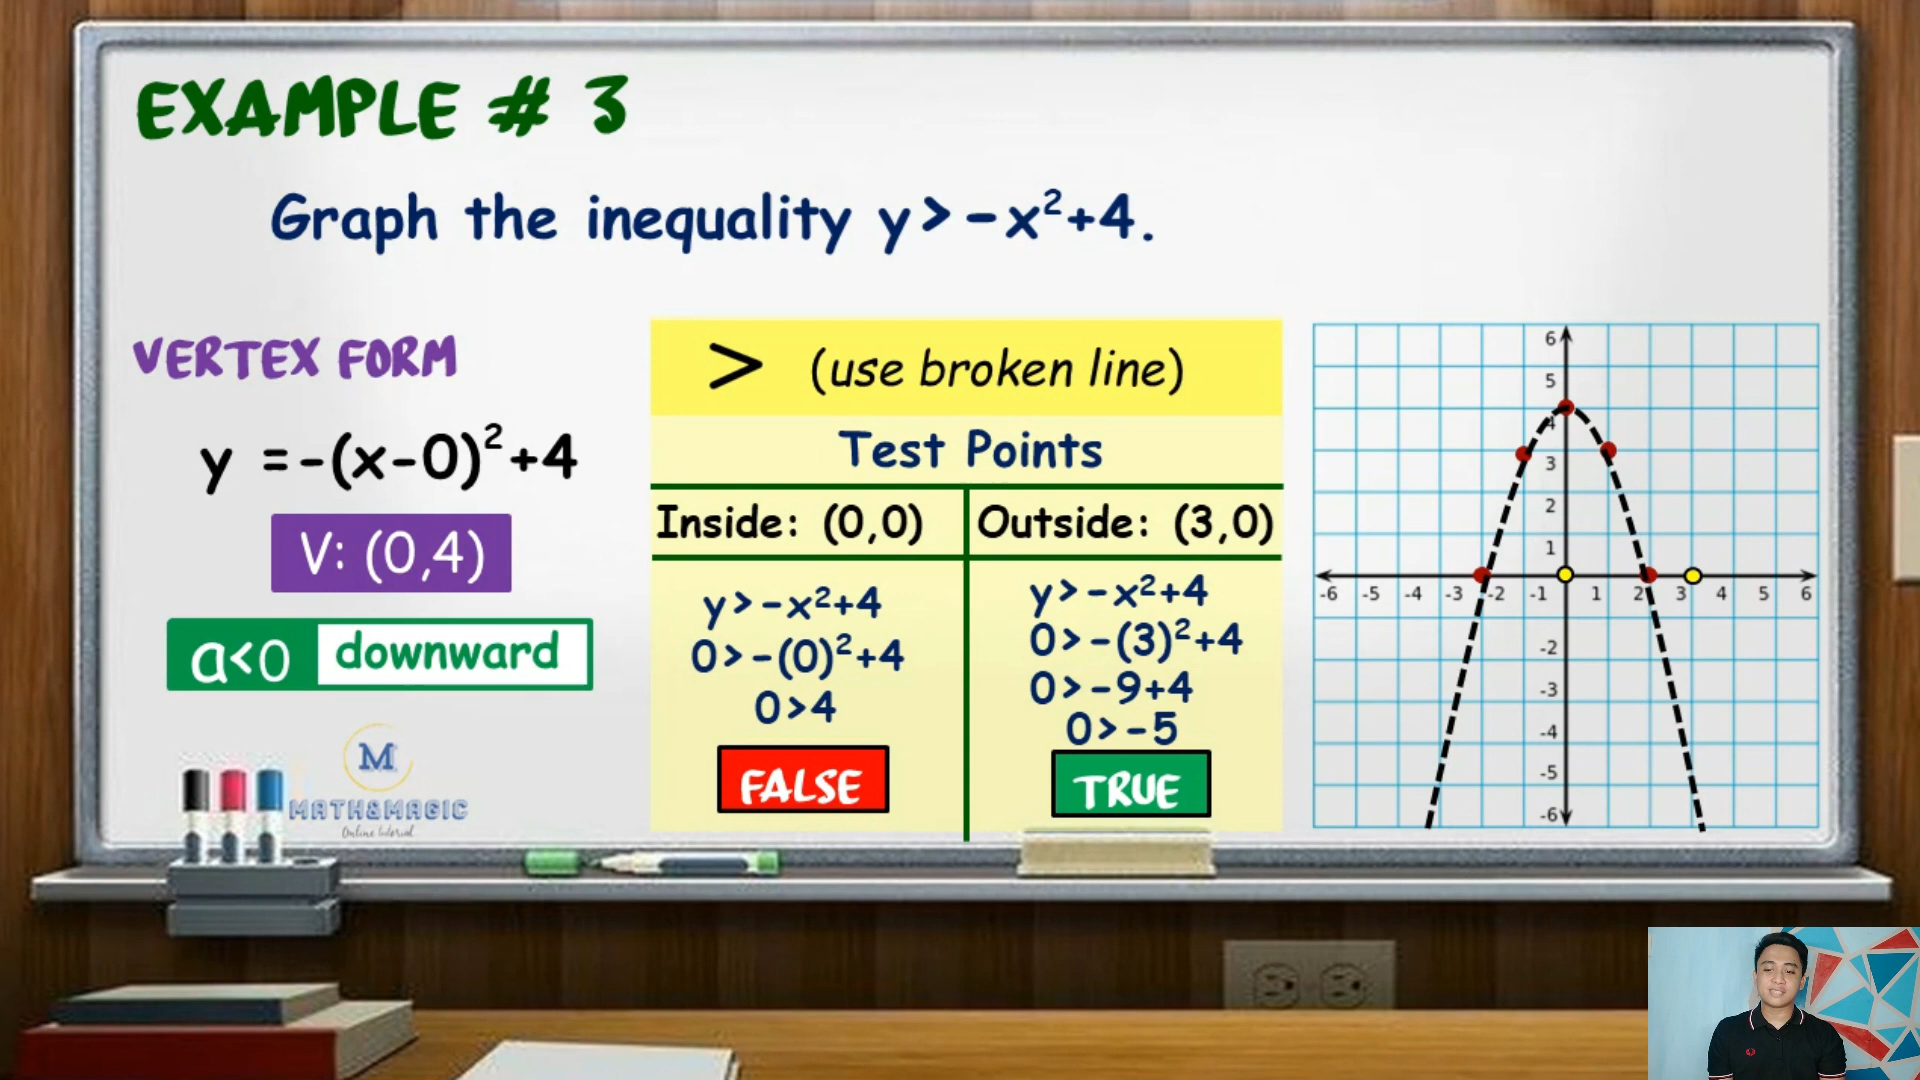 EXAMPLE # 3
Graph the inequality y>-x²+4.
VERTEX FORM
y =-(x-0)²+4
V: (0,4)
a<0 downward
M
MATH&MAGIC
Online tutorial
> (use broken line)
Test Points
Inside: (0,0)
y>-x²+4
0>-(0)²+4
0>4
FALSE
Outside: (3,0)
y>-x²+4
0>-(3)²+4
0>-9+4
0>-5
TRUE
6
5
4
3
2
1
-6 -5 -4 -3 -2 -1 1 2 3 4 5 6
-2
-3
-4
-5
-6